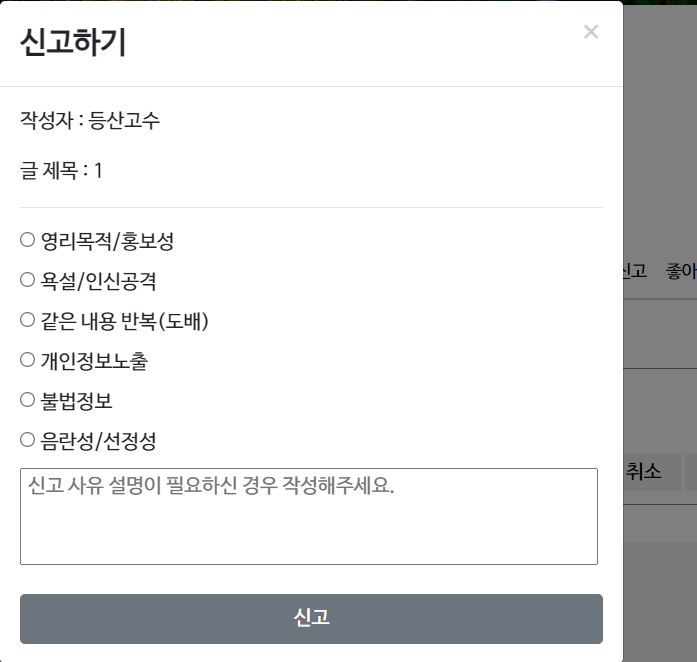 신고하기
×
작성자 : 등산고수
글 제목 : 1
영리목적/홍보성
욕설/인신공격
같은 내용 반복(도배)
개인정보노출
불법정보
음란성/선정성
신고 사유 설명이 필요하신 경우 작성해주세요.
신고
신고 좋아
취소